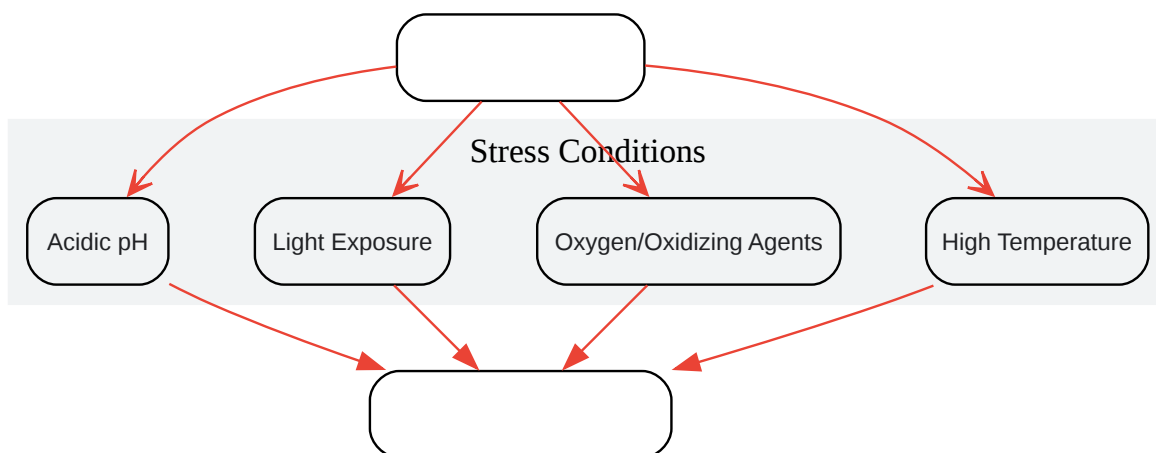 Stress Conditions
Acidic pH
Light Exposure
Oxygen/Oxidizing Agents
High Temperature